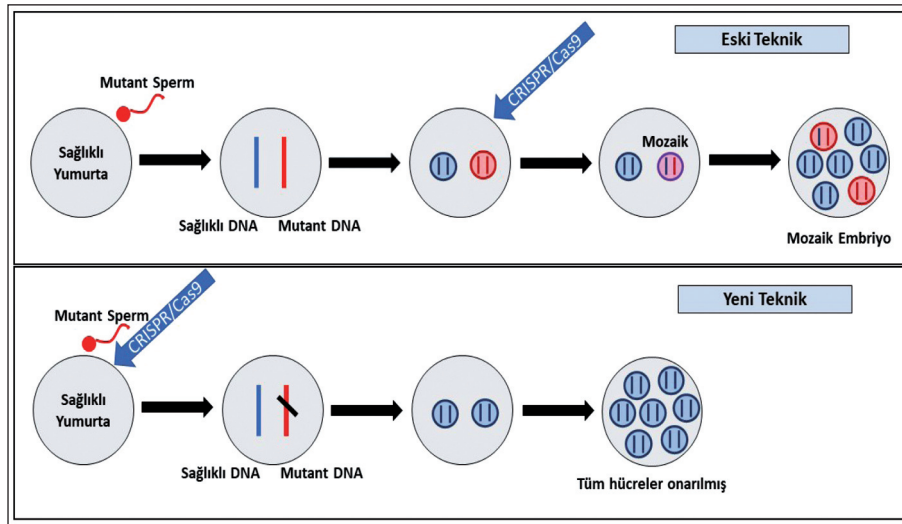 Eski Teknik
Mutant Sperm
CRISPR/Cas9
Sağlıklı
Yumurta
Mozaik
Sağlıklı DNA
Mutant DNA
Mozaik Embriyo
Yeni Teknik
Mutant Sperm
CRISPR/Cas9
Sağlıklı
Yumurta
Sağlıklı DNA
Mutant DNA
Tüm hücreler onarılmış